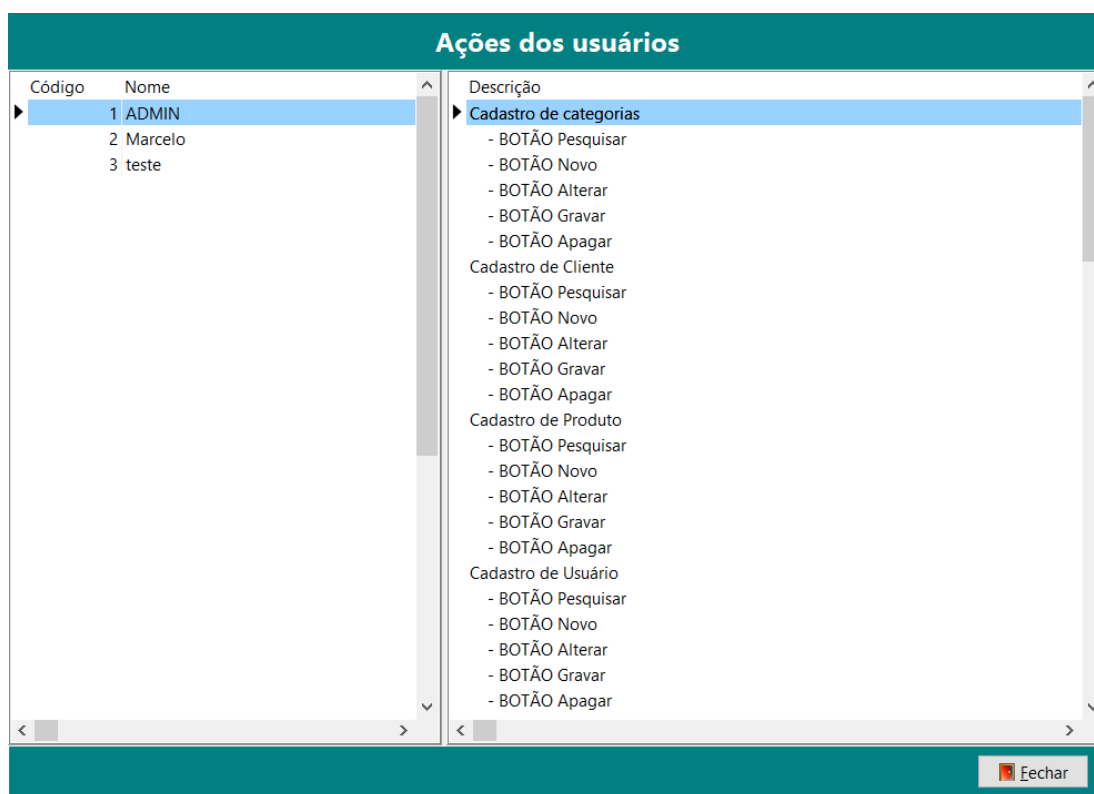 Ações dos usuários
Código Nome
1 ADMIN
2 Marcelo
3 teste
Descrição
Cadastro de categorias
- BOTÃO Pesquisar
- BOTÃO Novo
- BOTÃO Alterar
- BOTÃO Gravar
- BOTÃO Apagar
Cadastro de Cliente
- BOTÃO Pesquisar
- BOTÃO Novo
- BOTÃO Alterar
- BOTÃO Gravar
- BOTÃO Apagar
Cadastro de Produto
- BOTÃO Pesquisar
- BOTÃO Novo
- BOTÃO Alterar
- BOTÃO Gravar
- BOTÃO Apagar
Cadastro de Usuário
- BOTÃO Pesquisar
- BOTÃO Novo
- BOTÃO Alterar
- BOTÃO Gravar
- BOTÃO Apagar
Fechar